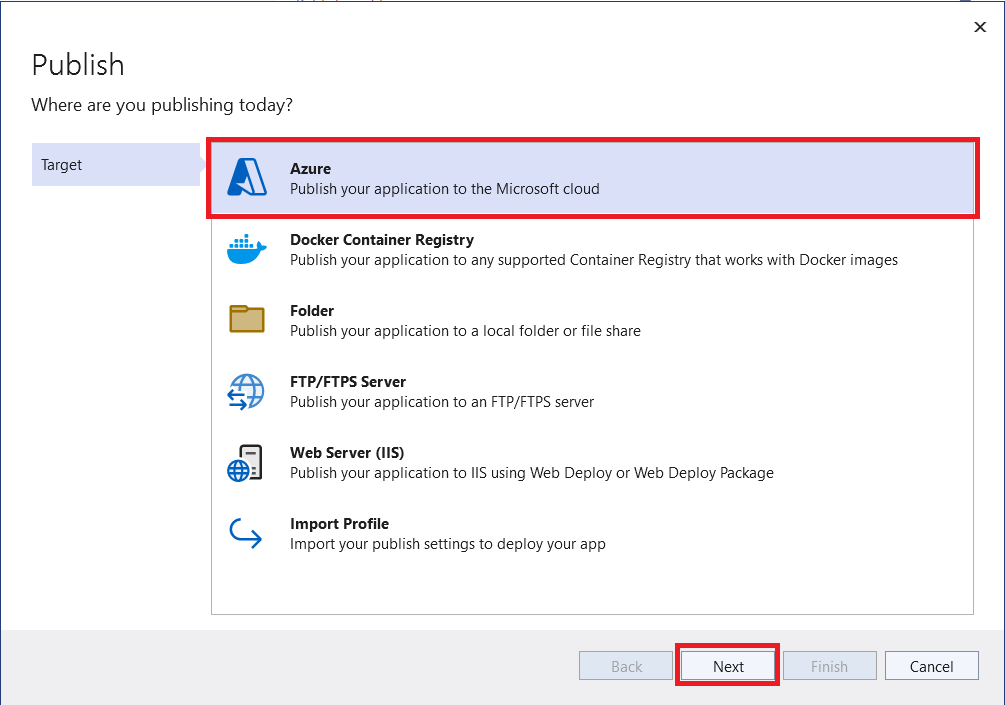 Publish
Where are you publishing today?
Target
Azure
Publish your application to the Microsoft cloud
Docker Container Registry
Publish your application to any supported Container Registry that works with Docker images
Folder
Publish your application to a local folder or file share
FTP/FTPS Server
Publish your application to an FTP/FTPS server
Web Server (IIS)
Publish your application to IIS using Web Deploy or Web Deploy Package
Import Profile
Import your publish settings to deploy your app
Back
Next
Finish
Cancel